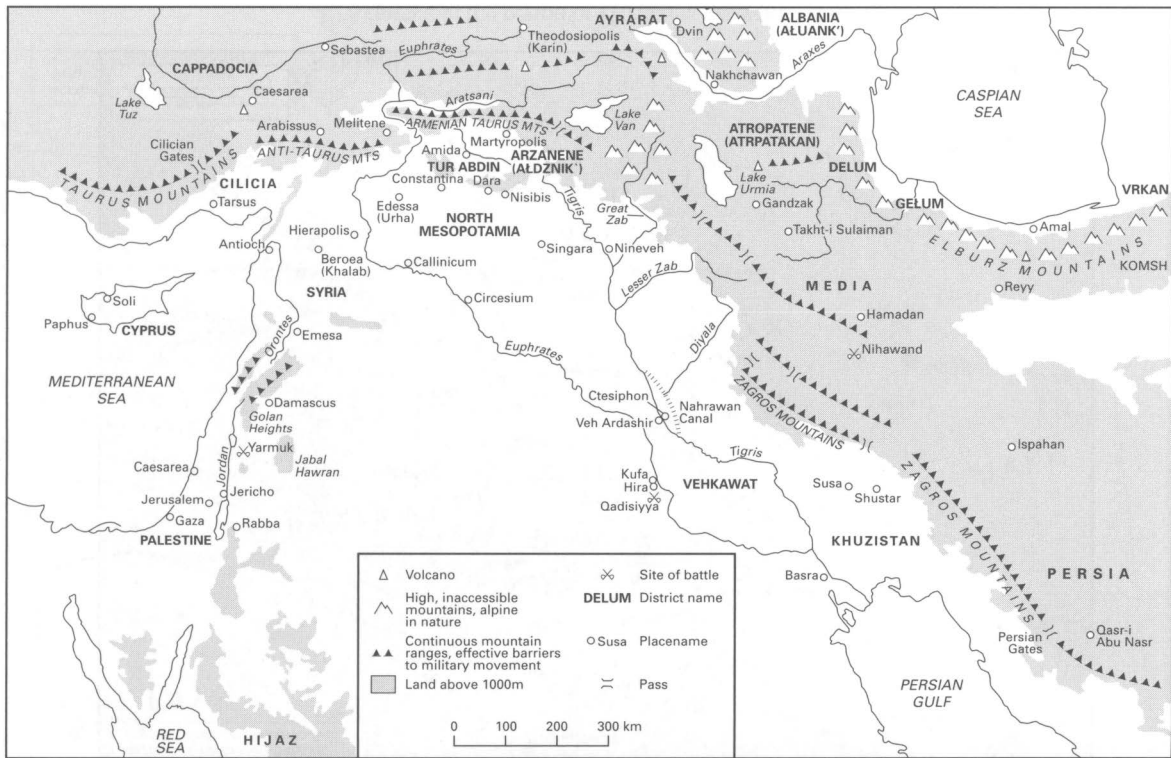 AYRARAT
ALBANIA
(AŁUANK')
Dvin
Theodosiopolis
(Karin)
Sebastea
Euphrates
Araxes
CAPPADOCIA
Nakhchawan
CASPIAN
SEA
Caesarea
Lake
Tuz
Aratsani
Lake
Van
Arabissus
Melitene
ARMENIAN TAURUS MTS
ATROPATENE
(ATRPATAKAN)
Martyropolis
Cilician
Gates
ANTI-TAURUS MTS
Amida
ARZANENE
(AŁDZNIK‘)
TAURUS MOUNTAINS
TUR ABDIN
DELUM
Lake
Urmia
CILICIA
Constantina
Dara
Tigris
VRKAN
Tarsus
Edessa
(Urha)
Nisibis
Gandzak
GEŁUM
NORTH
MESOPOTAMIA
Great
Zab
Amal
Hierapolis
Takht-i Sulaiman
ELBURZ MOUNTAINS
Antioch
Singara
Nineveh
Beroea
(Khalab)
Callinicum
KOMSH
Lesser Zab
MEDIA
Reyy
SYRIA
Circesium
Soli
Hamadan
Paphus
CYPRUS
Orontes
Emesa
Diyala
Euphrates
Nihawand
MEDITERRANEAN
SEA
Damascus
Golan
Heights
Ctesiphon
Nahrawan
Canal
ZAGROS MOUNTAINS
Veh Ardashir
Yarmuk
Jabal
Hawran
Tigris
Ispahan
Caesarea
Jordan
Kufa
Hira
VEHKAWAT
Susa
Shustar
ZAGROS MOUNTAINS
Jerusalem
Jericho
Qadisiyya
Gaza
PALESTINE
Rabba
KHUZISTAN
Basra
PERSIA
Persian
Gates
Qasr-i
Abu Nasr
PERSIAN
GULF
RED
SEA
HIJAZ
Volcano
High, inaccessible
mountains, alpine
in nature
Continuous mountain
ranges, effective barriers
to military movement
Land above 1000m
Site of battle
DELUM District name
Susa Placename
Pass
0 100 200 300 km